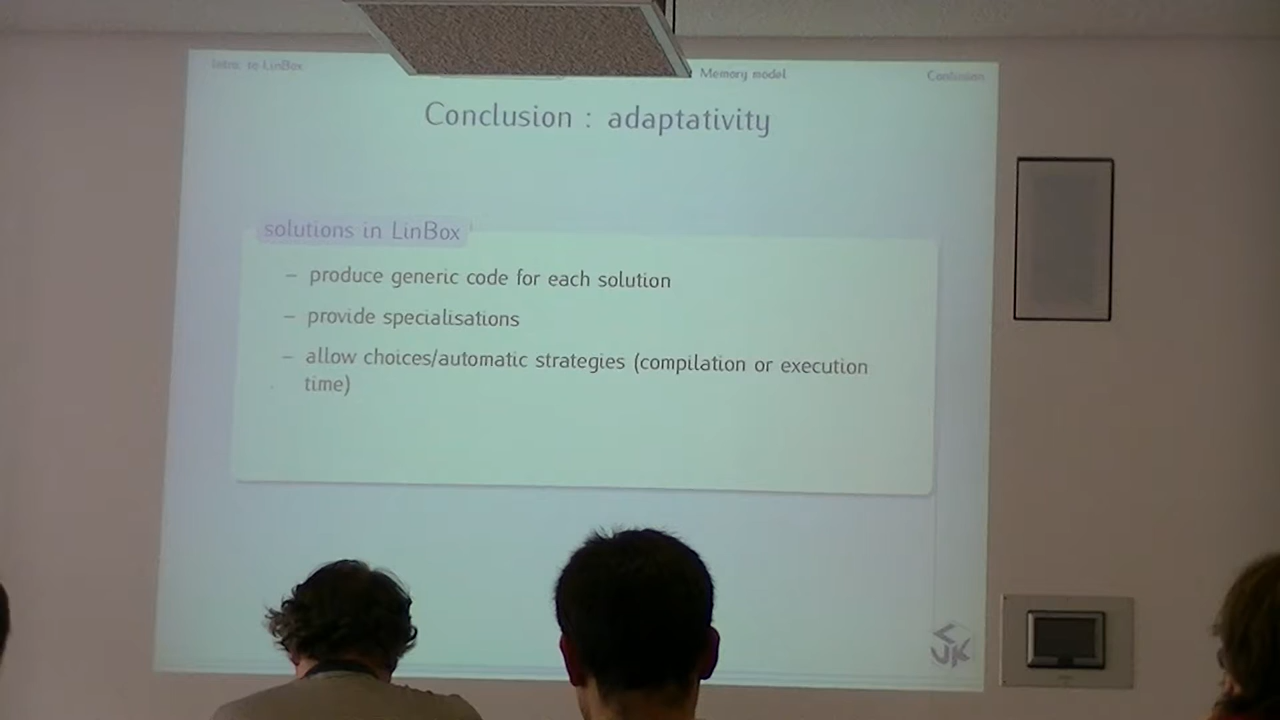 Intro. to LinBox
Memory model
Conlusion
Conclusion : adaptativity
solutions in LinBox
– produce generic code for each solution
– provide specialisations
– allow choices/automatic strategies (compilation or execution
time)